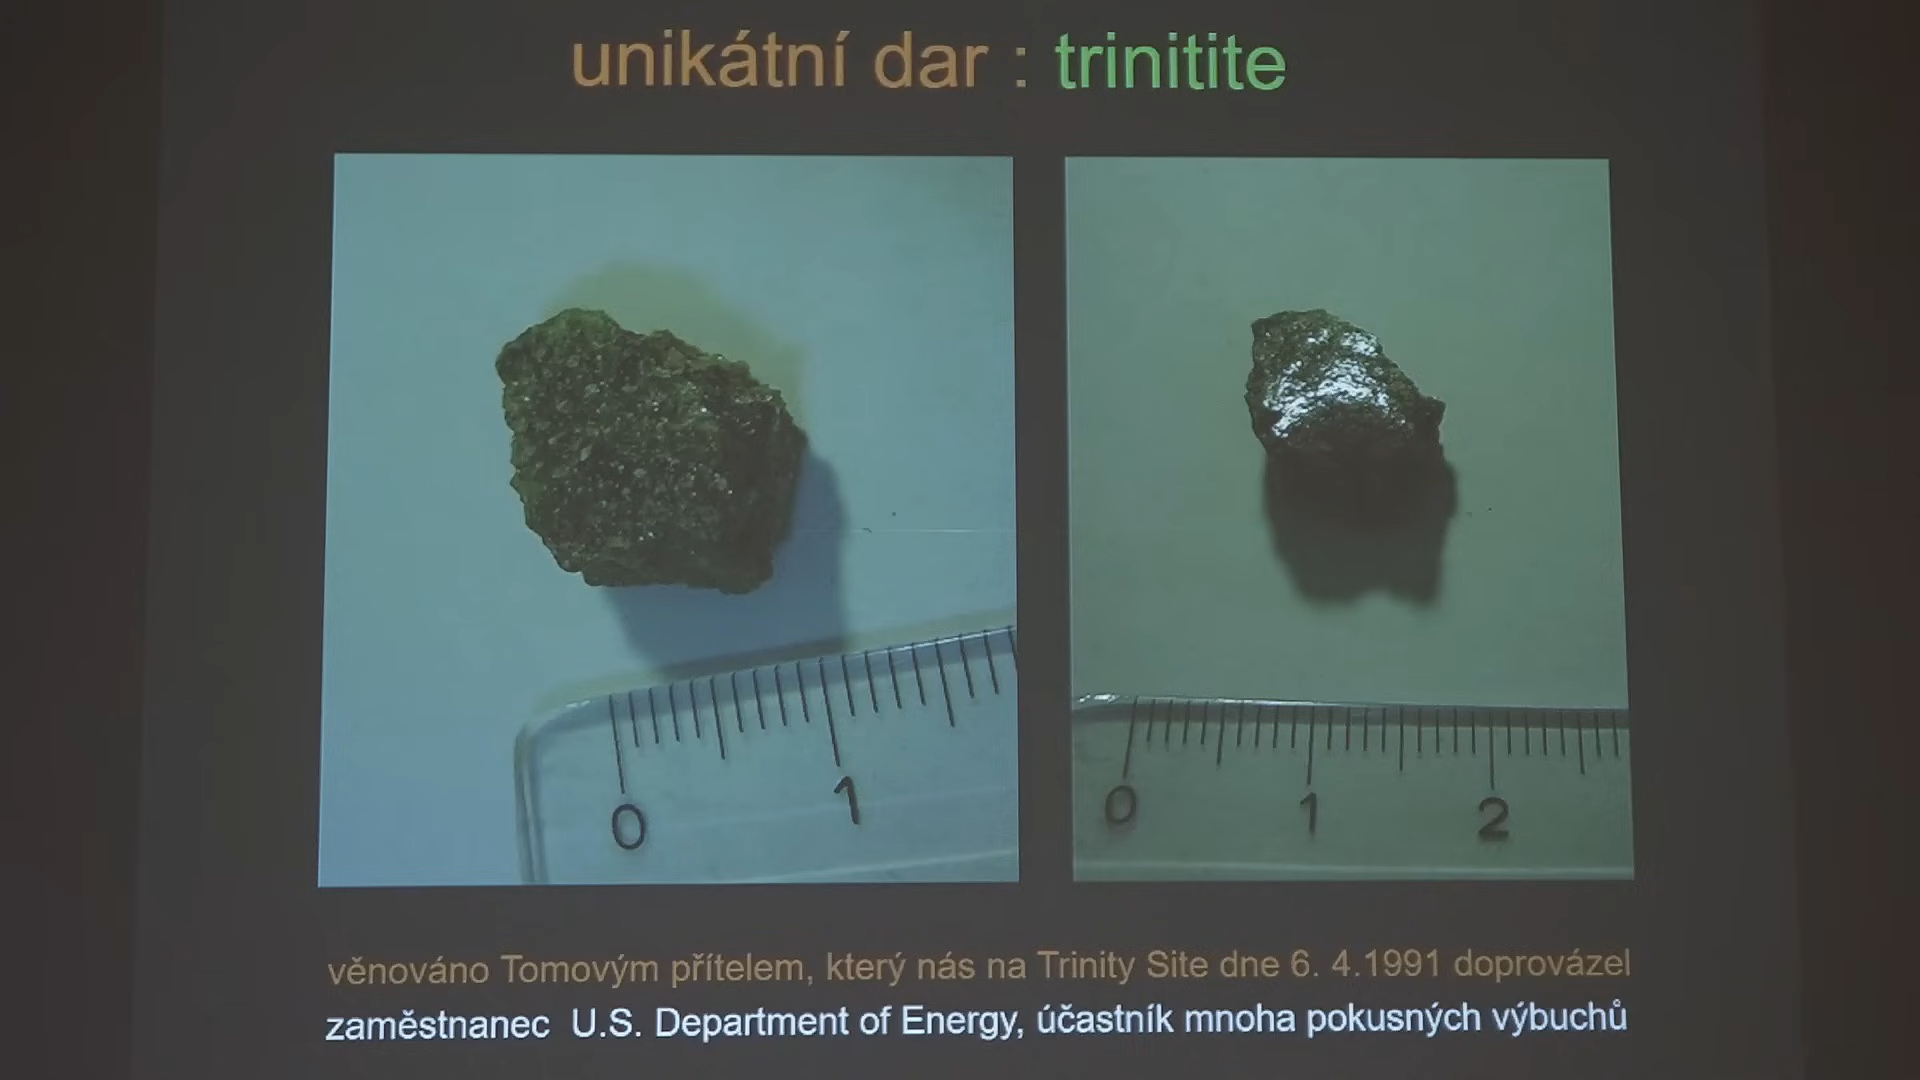 unikátní dar : trinitite
0 1
0 1 2
věnováno Tomovým přítelem, který nás na Trinity Site dne 6. 4.1991 doprovázel
zaměstnanec U.S. Department of Energy, účastník mnoha pokusných výbuchů